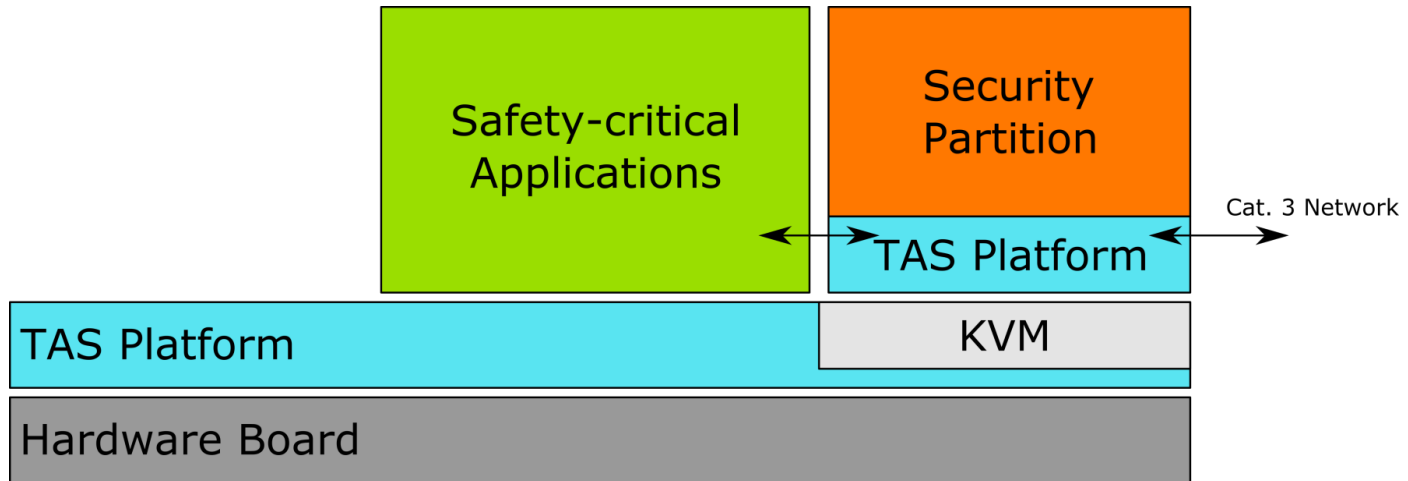 Safety-critical
Applications
Security
Partition
Cat. 3 Network
TAS Platform
TAS Platform
KVM
Hardware Board